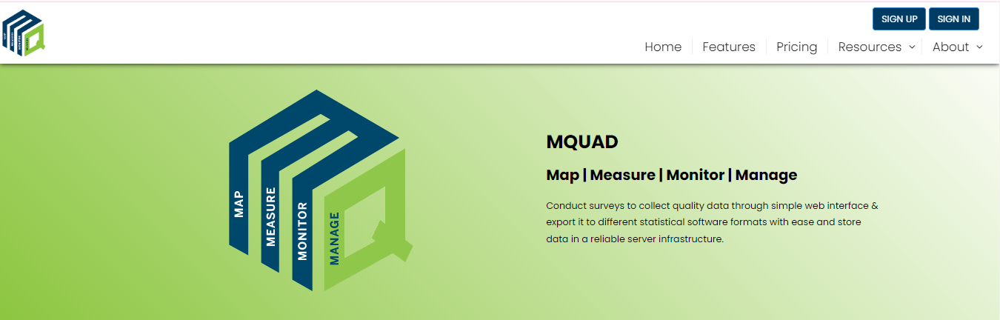 SIGN UP SIGN IN
Home Features Pricing Resources About
MAP
MEASURE
MONITOR
MANAGE
MQUAD
Map | Measure | Monitor | Manage
Conduct surveys to collect quality data through simple web interface &
export it to different statistical software formats with ease and store
data in a reliable server infrastructure.